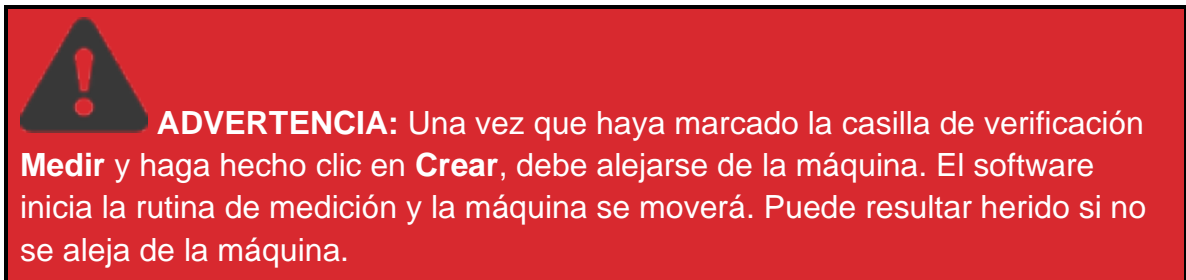 ADVERTENCIA: Una vez que haya marcado la casilla de verificación
Medir y haga hecho clic en Crear, debe alejarse de la máquina. El software
inicia la rutina de medición y la máquina se moverá. Puede resultar herido si no
se aleja de la máquina.